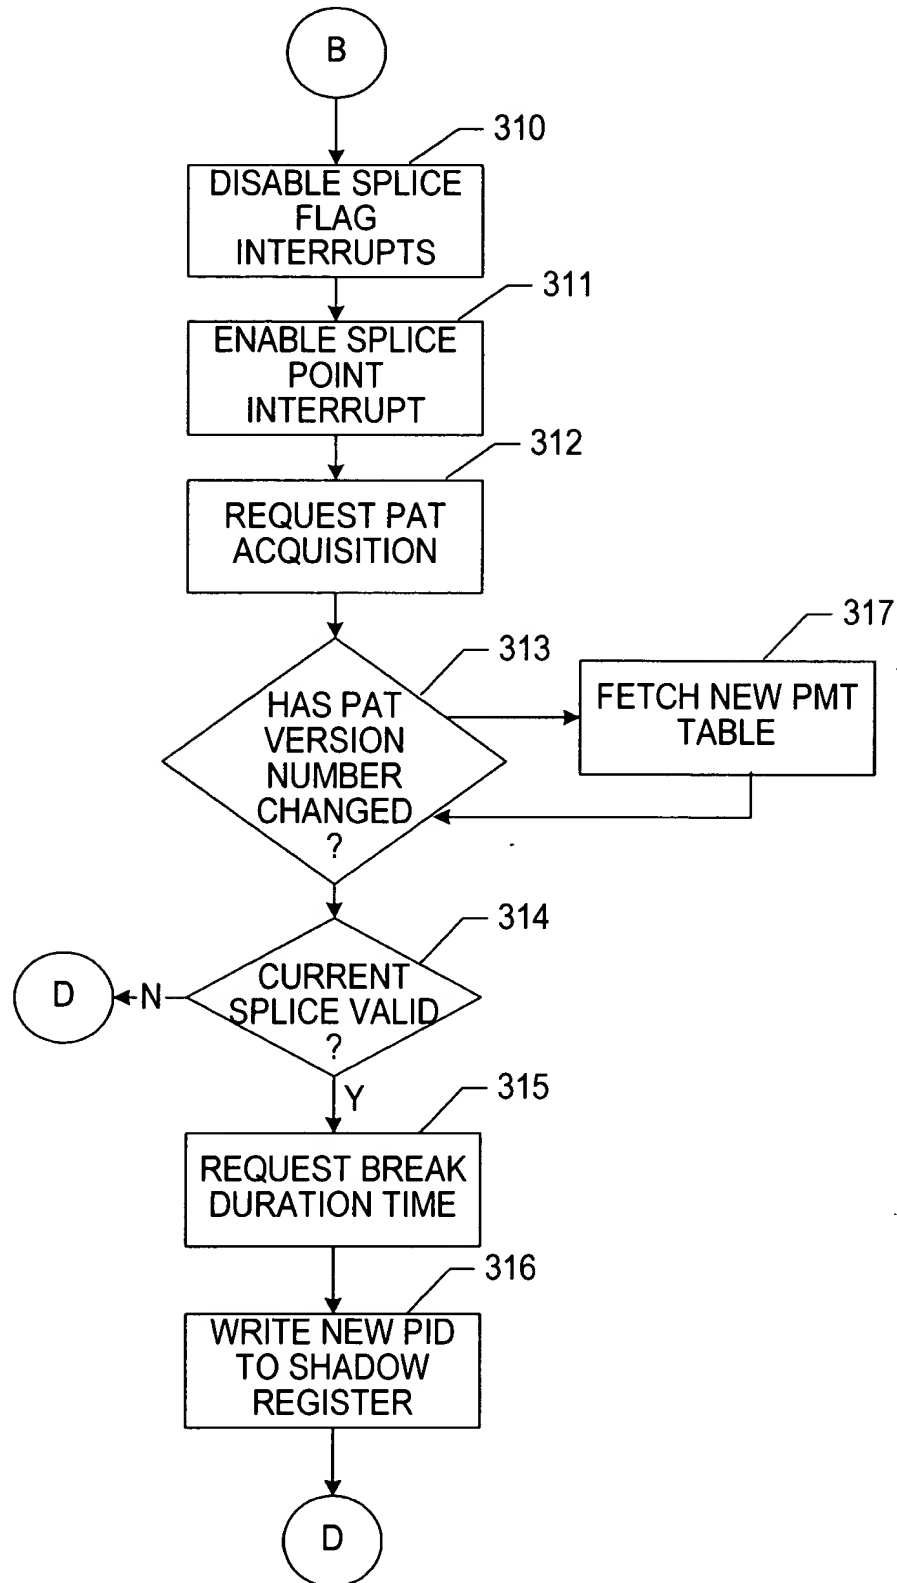 B
310
DISABLE SPLICE
FLAG
INTERRUPTS
311
ENABLE SPLICE
POINT
INTERRUPT
312
REQUEST PAT
ACQUISITION
313
HAS PAT
VERSION
NUMBER
CHANGED
?
317
FETCH NEW PMT
TABLE
314
CURRENT
SPLICE VALID
?
N
D
Y
315
REQUEST BREAK
DURATION TIME
316
WRITE NEW PID
TO SHADOW
REGISTER
D